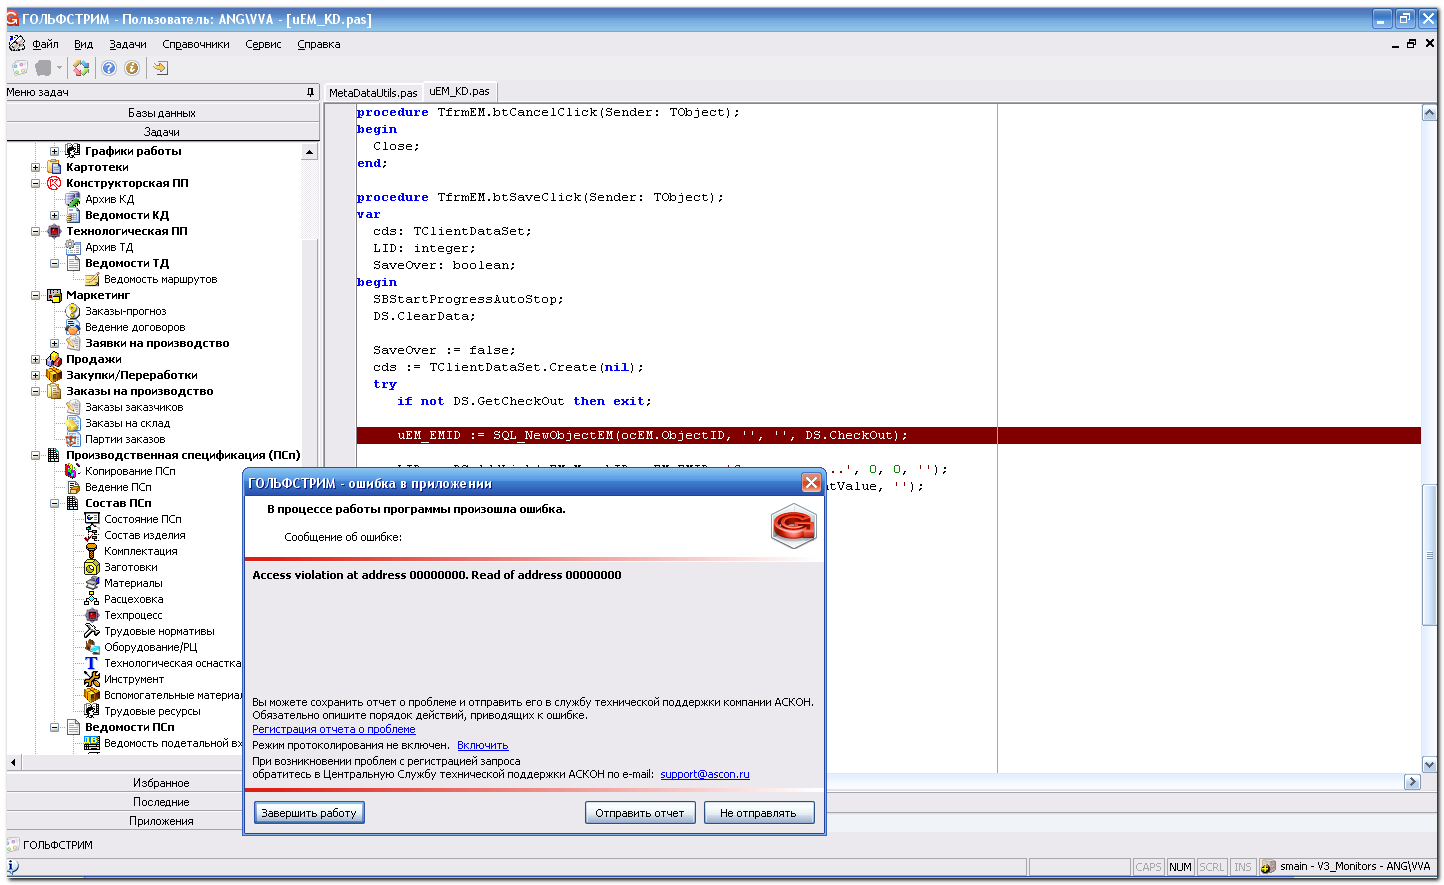 ГОЛЬФСТРИМ - Пользователь: ANG\VVA - [uEM_KD.pas]
Файл Вид Задачи Справочники Сервис Справка
Меню задач
MetaDataUtils.pas uEM_KD.pas
Базы данных
Задачи
Графики работы
Картотеки
Конструкторская ПП
Архив КД
Ведомости КД
Технологическая ПП
Архив ТД
Ведомости ТД
Ведомость маршрутов
Маркетинг
Заказы-прогноз
Ведение договоров
Заявки на производство
Продажи
Закупки/Переработки
Заказы на производство
Заказы заказчиков
Заказы на склад
Партии заказов
Производственная спецификация (ПСп)
Копирование ПСп
Ведение ПСп
Состав ПСп
Состояние ПСп
Состав изделия
Комплектация
Заготовки
Материалы
Расцеховка
Техпроцесс
Трудовые нормативы
Оборудование/РЦ
Технологическая оснастка
Инструмент
Вспомогательные материал
Трудовые ресурсы
Ведомости ПСп
Ведомость подетальной вх
Избранное
Последние
Приложения
procedure TfrmEM.btCancelClick(Sender: TObject);
begin
Close;
end;
procedure TfrmEM.btSaveClick(Sender: TObject);
var
cds: TClientDataSet;
LID: integer;
SaveOver: boolean;
begin
SBStartProgressAutoStop;
DS.ClearData;
SaveOver := false;
cds := TClientDataSet.Create(nil);
try
if not DS.GetCheckOut then exit;
uEM_EMID := SQL_NewObjectEM(ocEM.ObjectID, '', '', DS.CheckOut);
..', 0, 0, '');
ntValue, '');
ГОЛЬФСТРИМ - ошибка в приложении
В процессе работы программы произошла ошибка.
Сообщение об ошибке:
Access violation at address 00000000. Read of address 00000000
Вы можете сохранить отчет о проблеме и отправить его в службу технической поддержки компании АСКОН.
Обязательно опишите порядок действий, приводящих к ошибке.
Регистрация отчета о проблеме
Режим протоколирования не включен. Включить
При возникновении проблем с регистрацией запроса
обратитесь в Центральную Службу технической поддержки АСКОН по e-mail: support@ascon.ru
Завершить работу Отправить отчет Не отправлять
ГОЛЬФСТРИМ
CAPS NUM SCRL INS smain - V3_Monitors - ANG\VVA